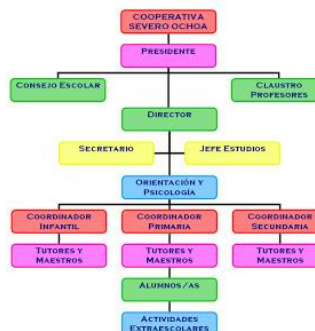 COOPERATIVA
SEVERO OCHOA
PRESIDENTE
CONSEJO ESCOLAR
CLAUSTRO
PROFESORES
DIRECTOR
SECRETARIO
JEFE ESTUDIOS
ORIENTACIÓN Y
PSICOLOGÍA
COORDINADOR
INFANTIL
COORDINADOR
PRIMARIA
COORDINADOR
SECUNDARIA
TUTORES Y
MAESTROS
TUTORES Y
MAESTROS
TUTORES Y
MAESTROS
ALUMNOS/AS
ACTIVIDADES
EXTRAESCOLARES